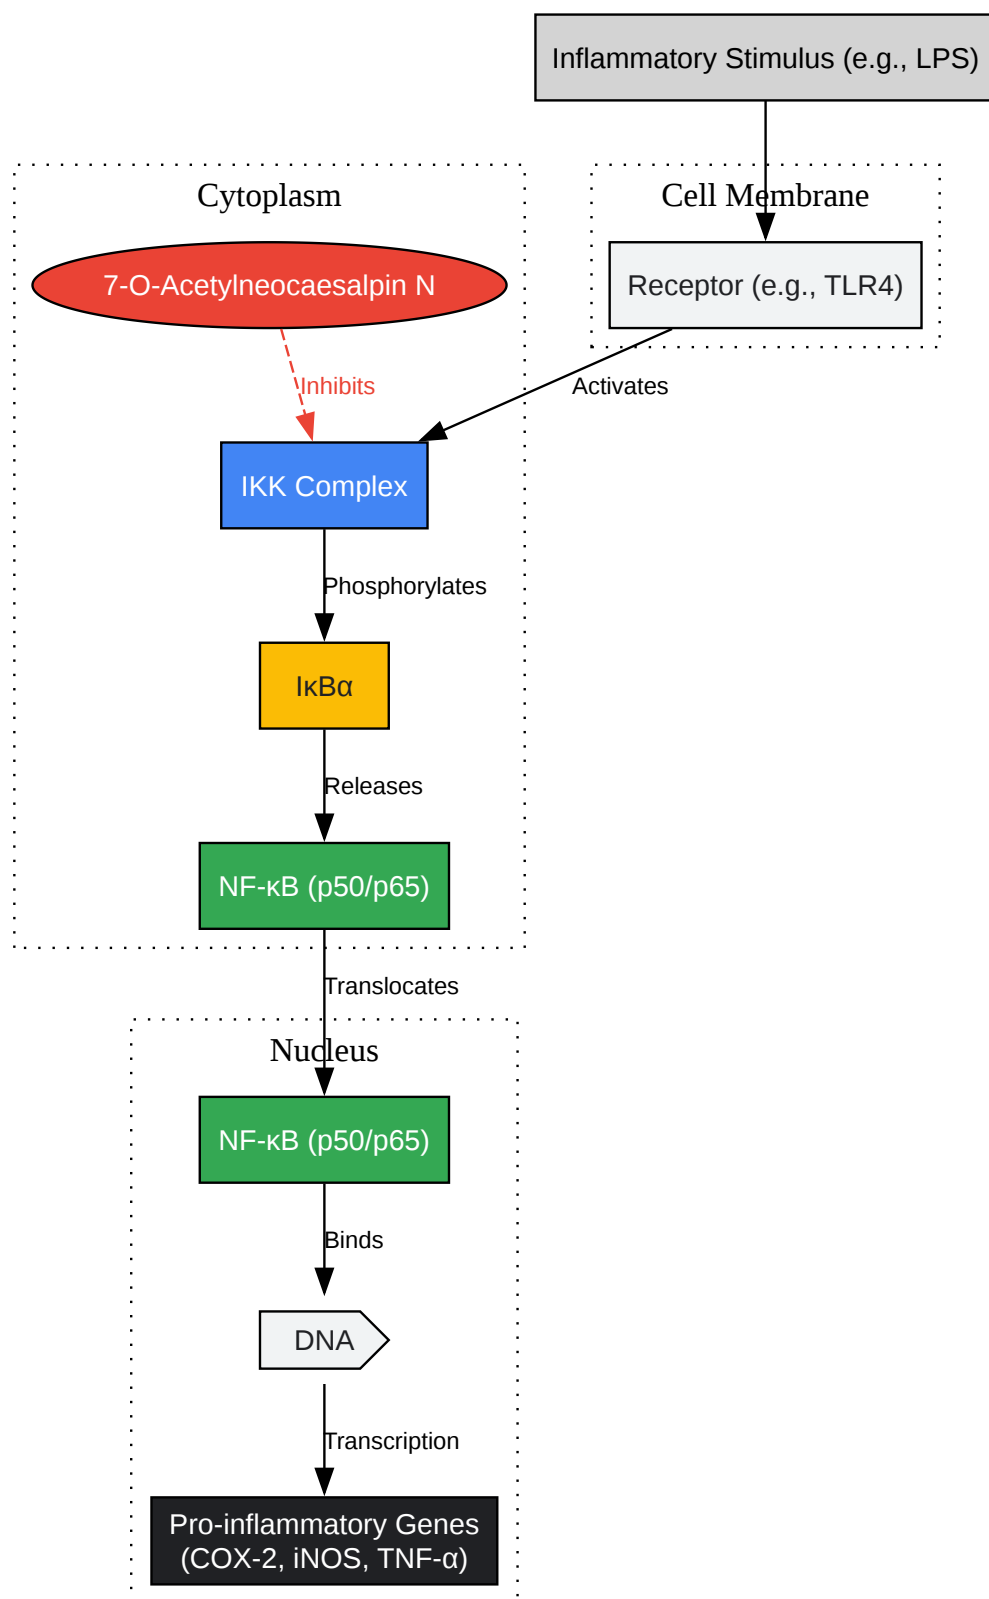 Inflammatory Stimulus (e.g., LPS)
Cytoplasm
Cell Membrane
7-O-Acetylneocaesalpin N
Receptor (e.g., TLR4)
Inhibits
Activates
IKK Complex
Phosphorylates
IκBα
Releases
NF-κB (p50/p65)
Translocates
Nucleus
NF-κB (p50/p65)
Binds
DNA
Transcription
Pro-inflammatory Genes
(COX-2, iNOS, TNF-α)